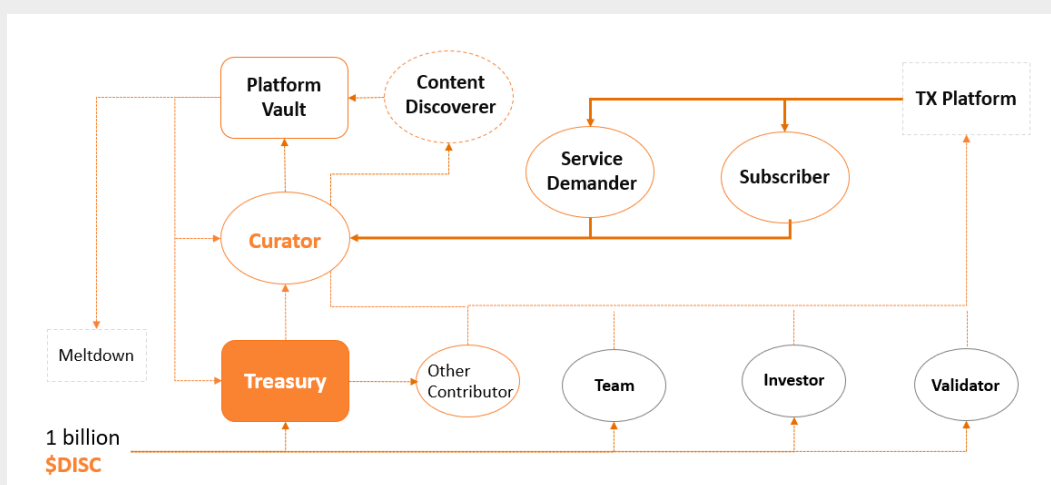 Platform
Vault
Content
Discoverer
TX Platform
Service
Demander
Subscriber
Curator
Meltdown
Treasury
Other
Contributor
Team
Investor
Validator
1 billion
$DISC